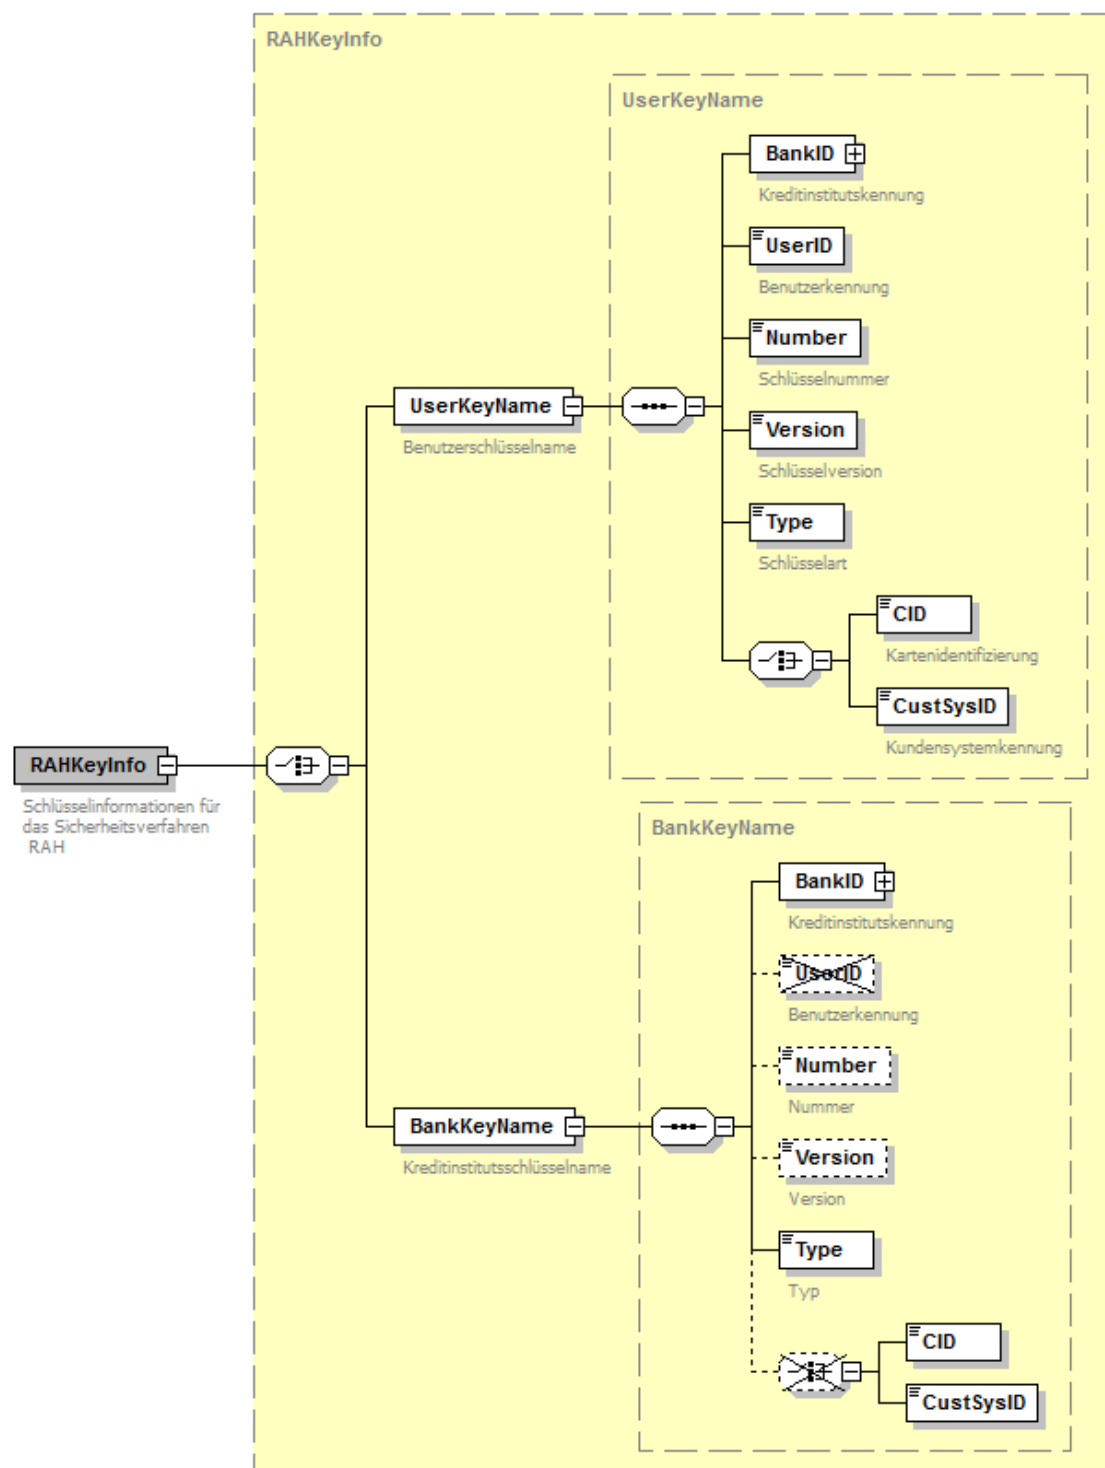 RAHKeyInfo
UserKeyName
BankID
Kreditinstitutskennung
UserID
Benutzerkennung
Number
Schlüsselnummer
UserKeyName
Benutzerschlüsselname
Version
Schlüsselversion
Type
Schlüsselart
CID
Kartenidentifizierung
CustSysID
Kundensystemkennung
RAHKeyInfo
Schlüsselinformationen für
das Sicherheitsverfahren
RAH
BankKeyName
BankID
Kreditinstitutskennung
UserID
Benutzerkennung
Number
Nummer
BankKeyName
Kreditinstitutsschlüsselname
Version
Version
Type
Typ
CID
CustSysID